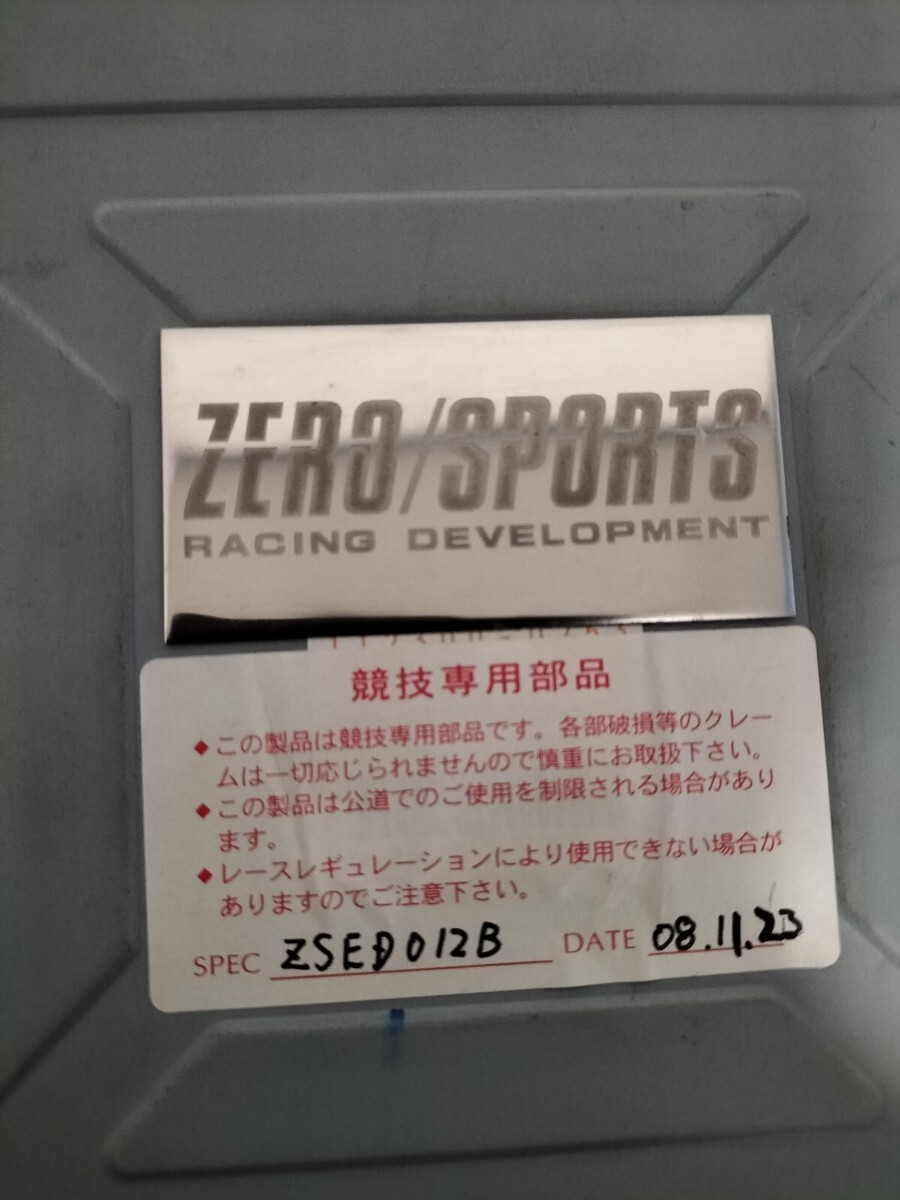 ZERO/SPORTS
RACING DEVELOPMENT
競技専用部品
◆この製品は競技専用部品です。各部破損等のクレー
ムは一切応じられませんので慎重にお取扱下さい。
◆この製品は公道でのご使用を制限される場合があり
ます。
◆レースレギュレーションにより使用できない場合が
ありますのでご注意下さい。
SPEC ZSED012B DATE 08.11.23